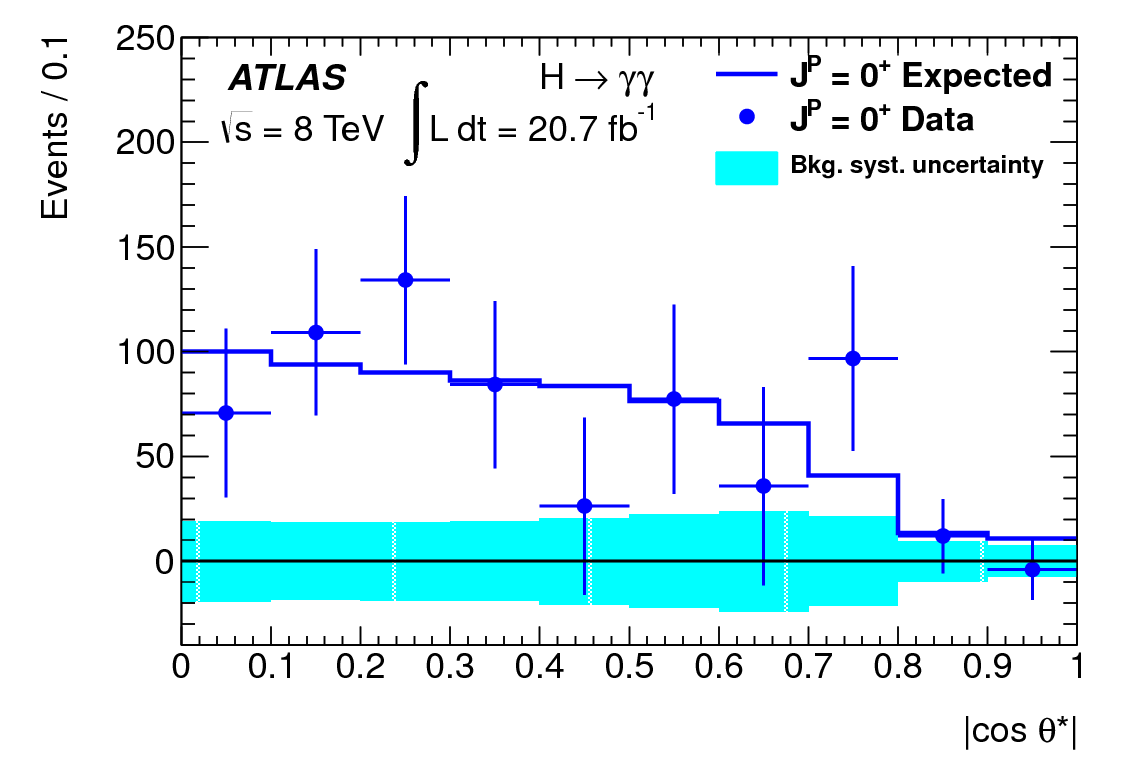 Events / 0.1
250
200
150
100
50
0
ATLAS
H → γγ
√s = 8 TeV ∫ L dt = 20.7 fb⁻¹
Jᴾ = 0⁺ Expected
Jᴾ = 0⁺ Data
Bkg. syst. uncertainty
0 0.1 0.2 0.3 0.4 0.5 0.6 0.7 0.8 0.9 1
|cos θ*|